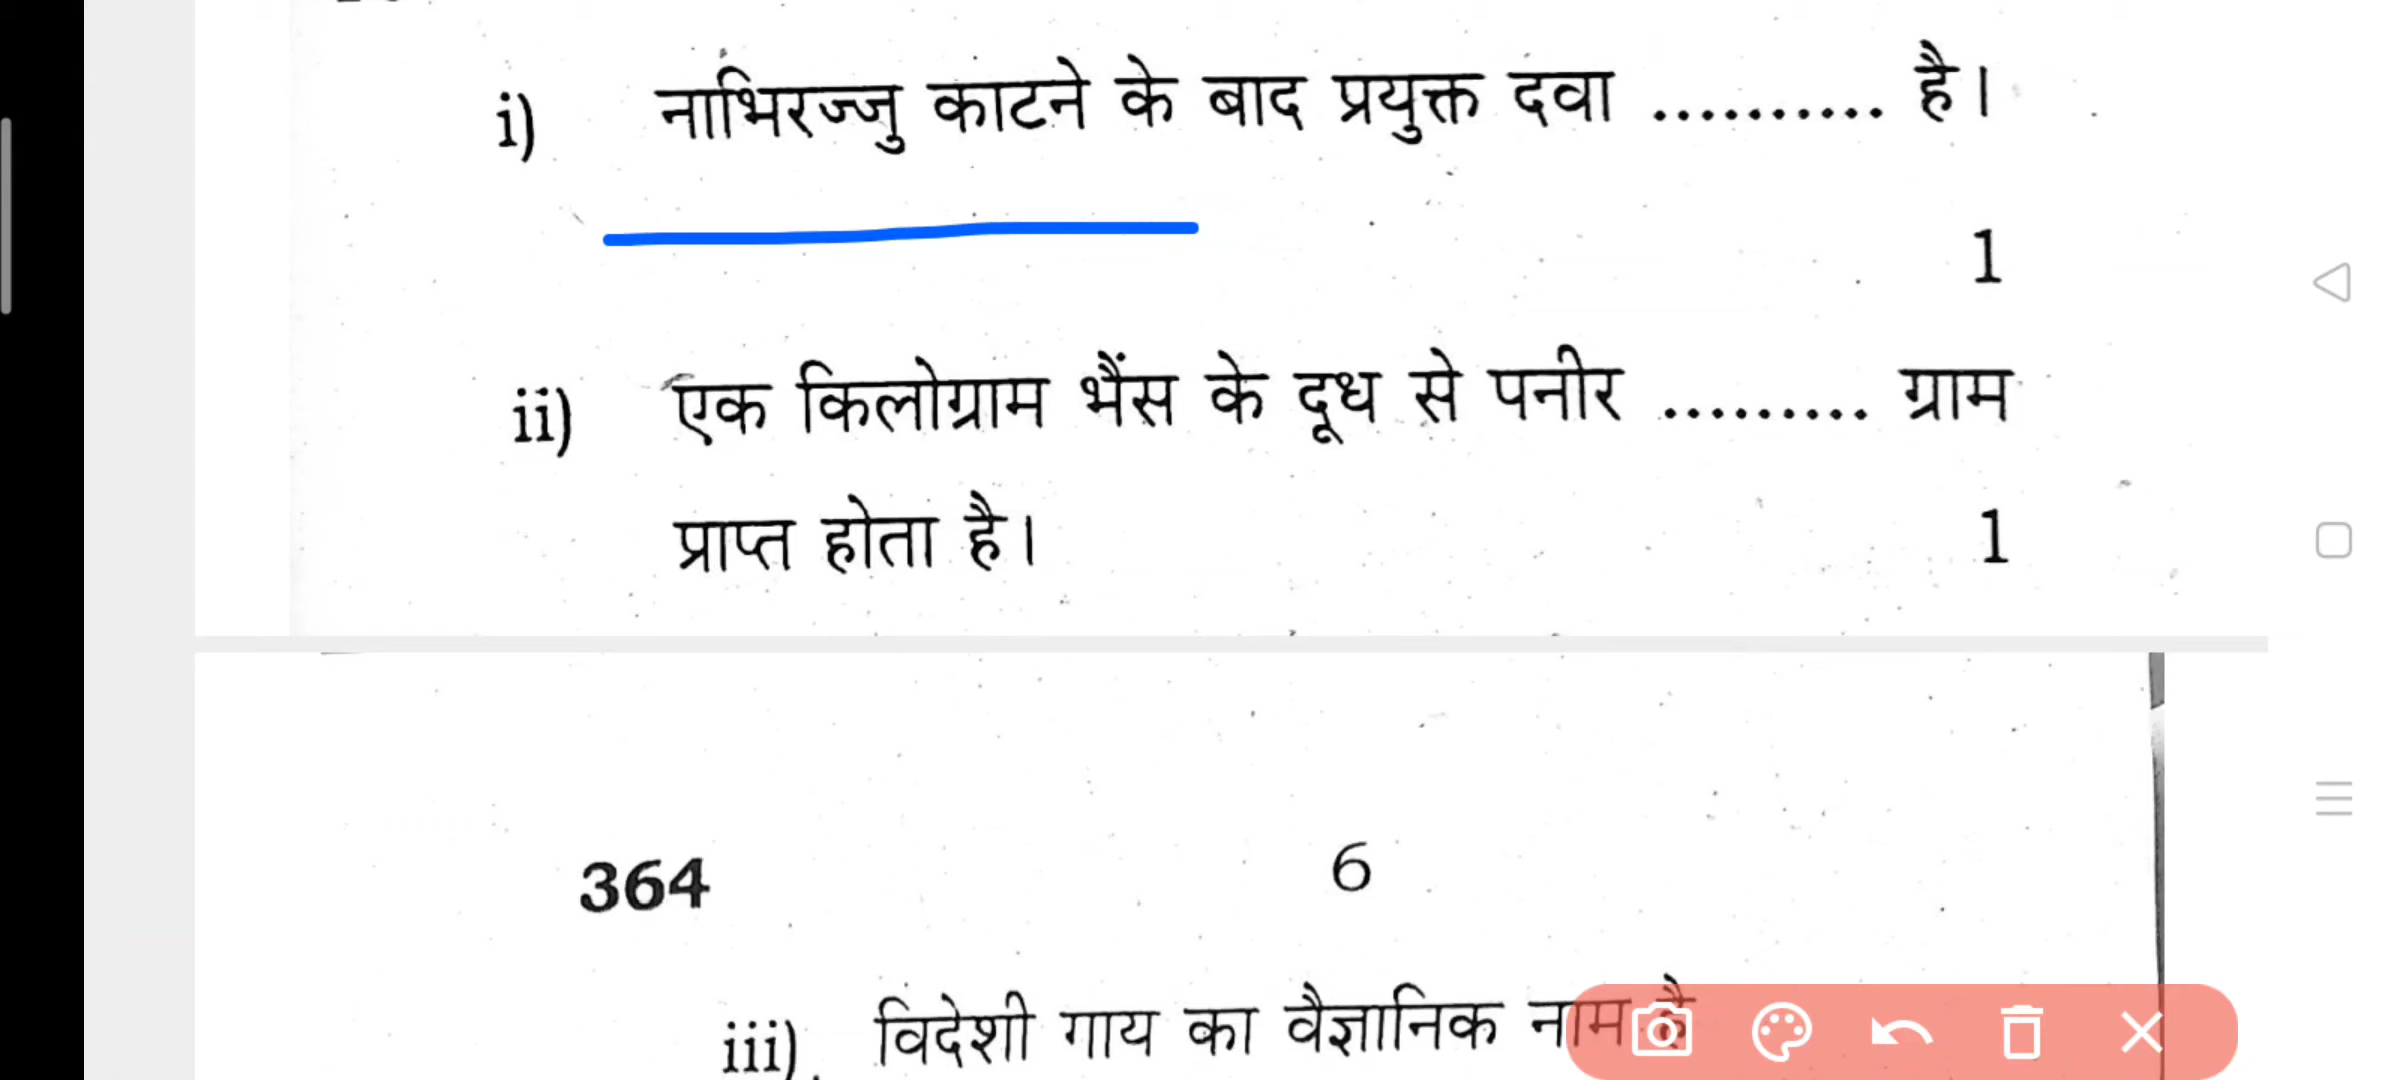 i) नाभिरज्जु काटने के बाद प्रयुक्त दवा .......... है।
1
ii) एक किलोग्राम भैंस के दूध से पनीर ......... ग्राम
प्राप्त होता है। 1
364 6
iii) विदेशी गाय का वैज्ञानिक नाम है